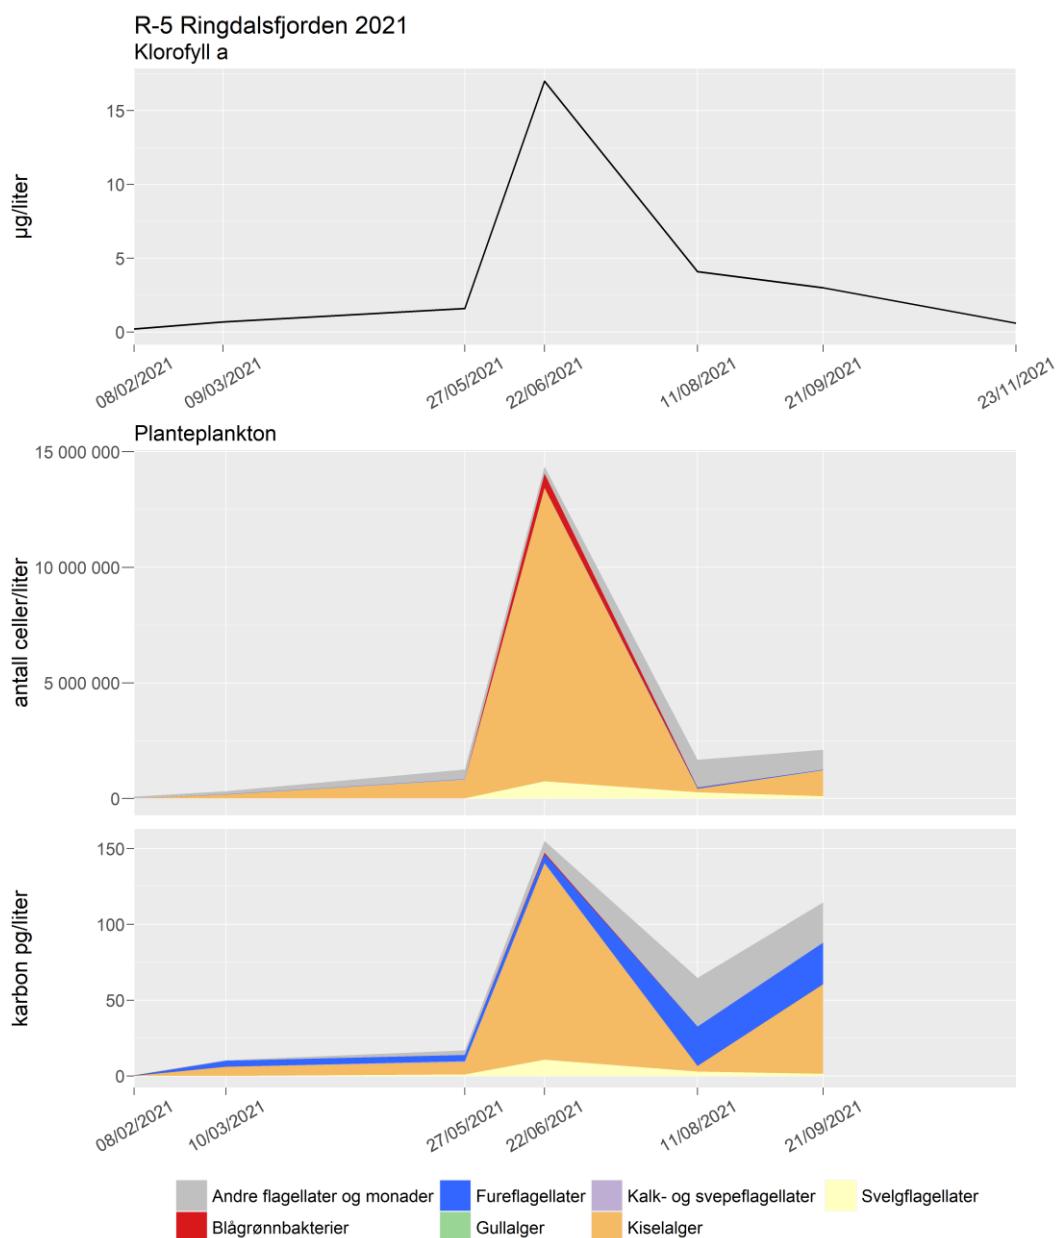 R-5 Ringdalsfjorden 2021
Klorofyll a
µg/liter
15
10
5
0
08/02/2021 09/03/2021 27/05/2021 22/06/2021 11/08/2021 21/09/2021 23/11/2021
Planteplankton
antall celler/liter
15 000 000
10 000 000
5 000 000
0
karbon pg/liter
150
100
50
0
08/02/2021 10/03/2021 27/05/2021 22/06/2021 11/08/2021 21/09/2021
Andre flagellater og monader Fureflagellater Kalk- og svepeflagellater Svelgflagellater
Blågrønnbakterier Gullalger Kiselalger